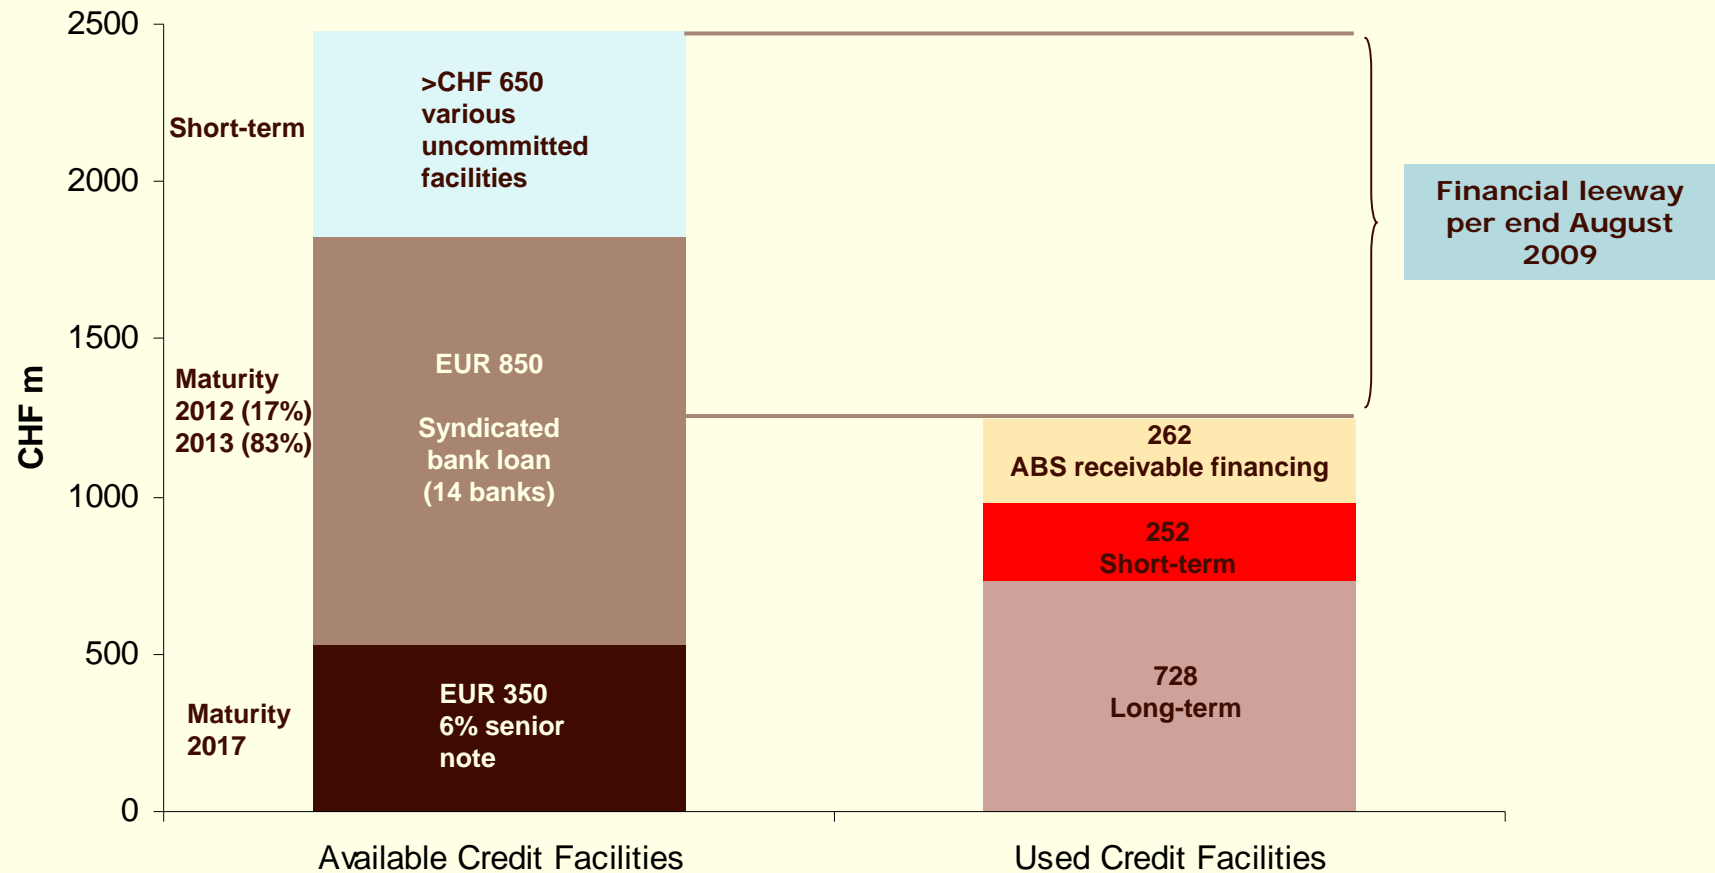 2500
2000
1500
1000
500
0
CHF m
Short-term
Maturity
2012 (17%)
2013 (83%)
Maturity
2017
>CHF 650
various
uncommitted
facilities
EUR 850
Syndicated
bank loan
(14 banks)
EUR 350
6% senior
note
262
ABS receivable financing
252
Short-term
728
Long-term
Financial leeway
per end August
2009
Available Credit Facilities
Used Credit Facilities